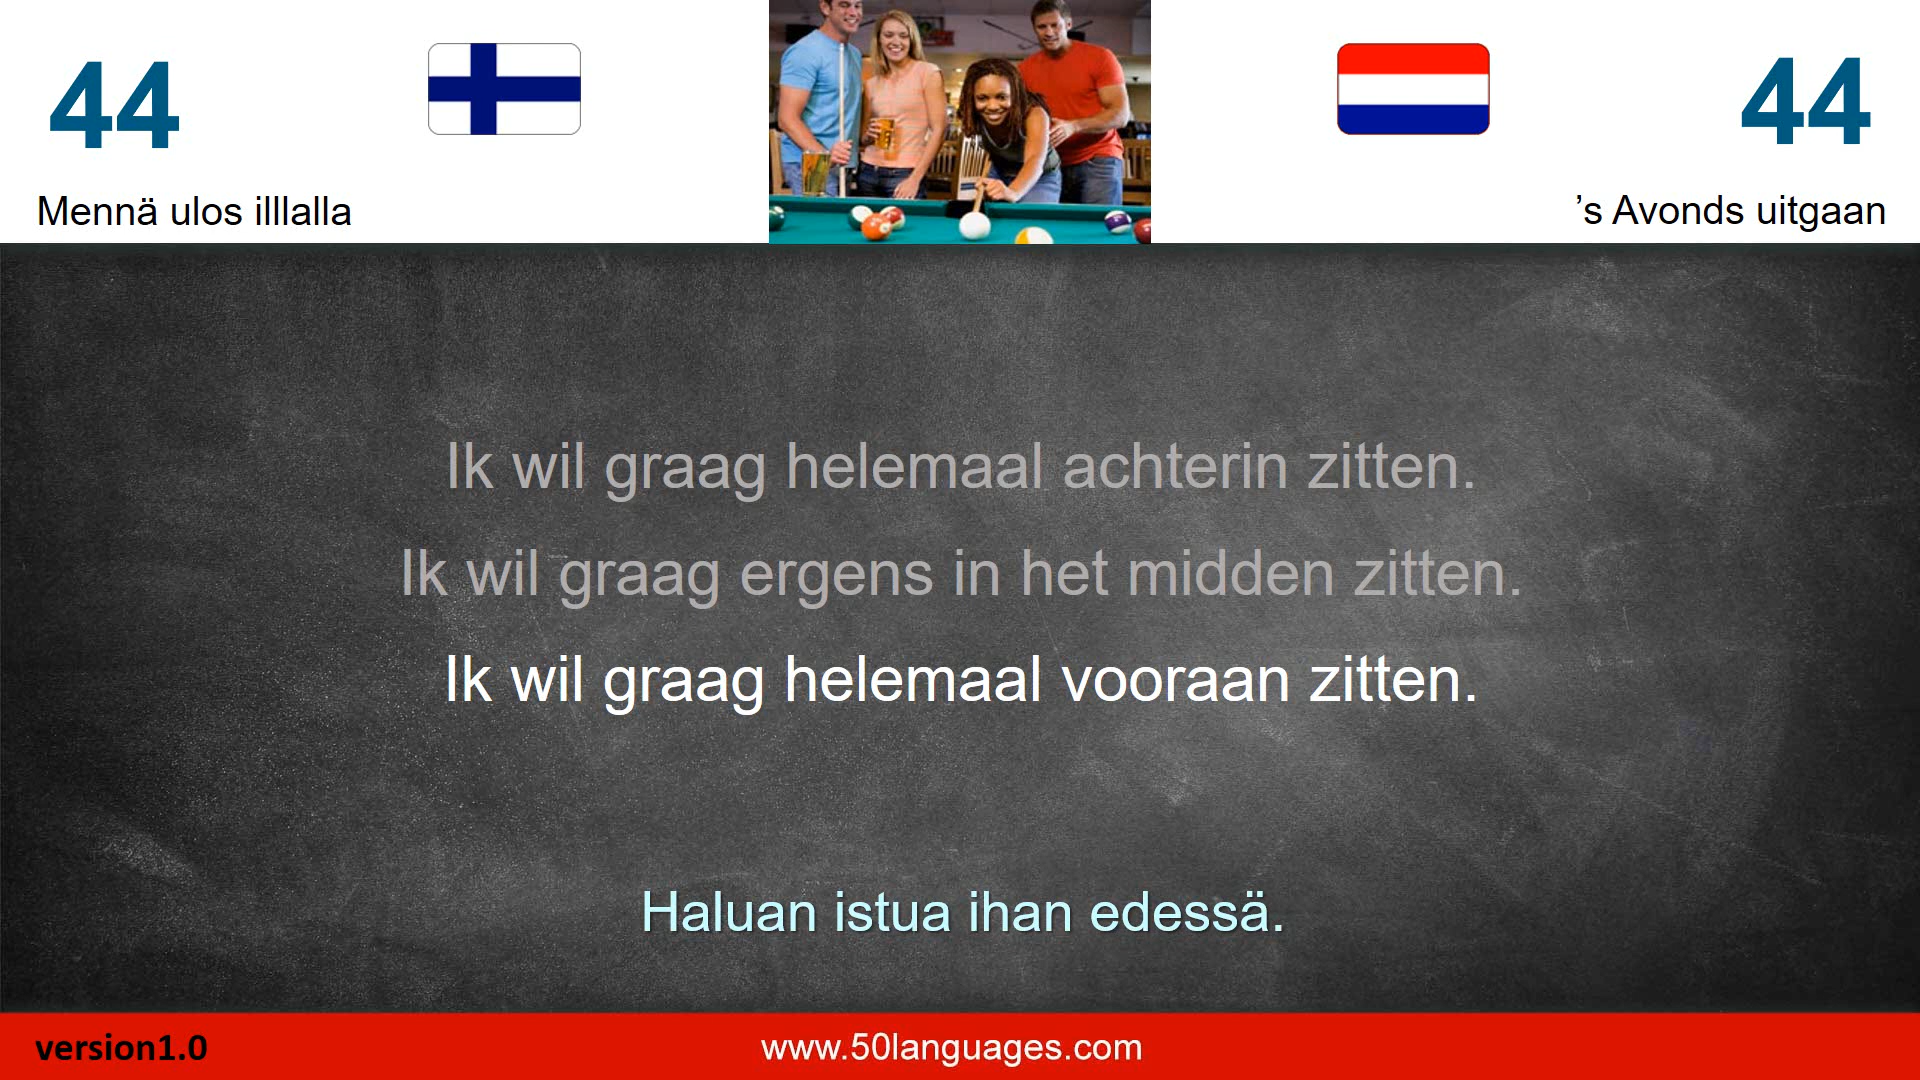 44
44
Mennä ulos illlalla
’s Avonds uitgaan
Ik wil graag helemaal achterin zitten.
Ik wil graag ergens in het midden zitten.
Ik wil graag helemaal vooraan zitten.
Haluan istua ihan edessä.
version1.0
www.50languages.com